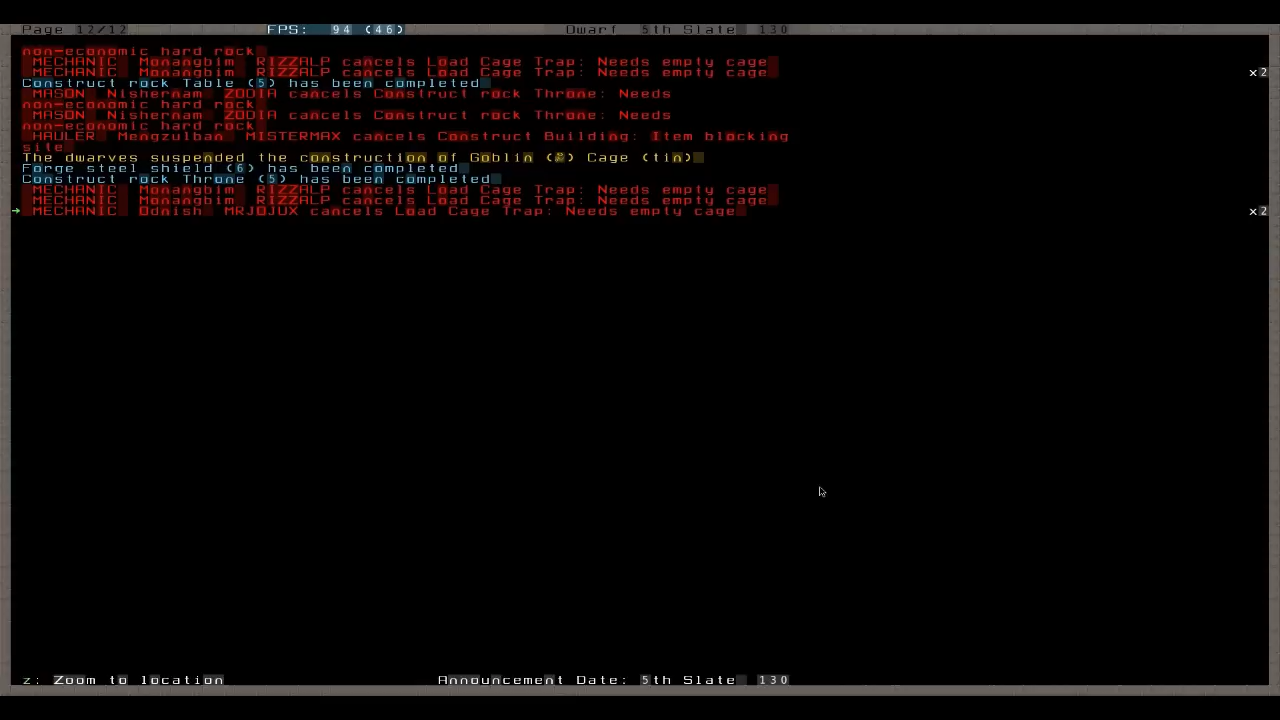 Page 12/12 FPS: 94 (46) Dwarf 5th Slate 130
non-economic hard rock
MECHANIC Monangbim RIZZALP cancels Load Cage Trap: Needs empty cage
MECHANIC Monangbim RIZZALP cancels Load Cage Trap: Needs empty cage x2
Construct rock Table (5) has been completed
MASON Nishernam ZODIA cancels Construct rock Throne: Needs
non-economic hard rock
MASON Nishernam ZODIA cancels Construct rock Throne: Needs
non-economic hard rock
HAULER Mengzulban MISTERMAX cancels Construct Building: Item blocking
site
The dwarves suspended the construction of Goblin ( ) Cage (tin)
Forge steel shield (6) has been completed
Construct rock Throne (5) has been completed
MECHANIC Monangbim RIZZALP cancels Load Cage Trap: Needs empty cage
MECHANIC Monangbim RIZZALP cancels Load Cage Trap: Needs empty cage
MECHANIC Odnish MRJOJUX cancels Load Cage Trap: Needs empty cage x2
z: Zoom to location Announcement Date: 5th Slate 130